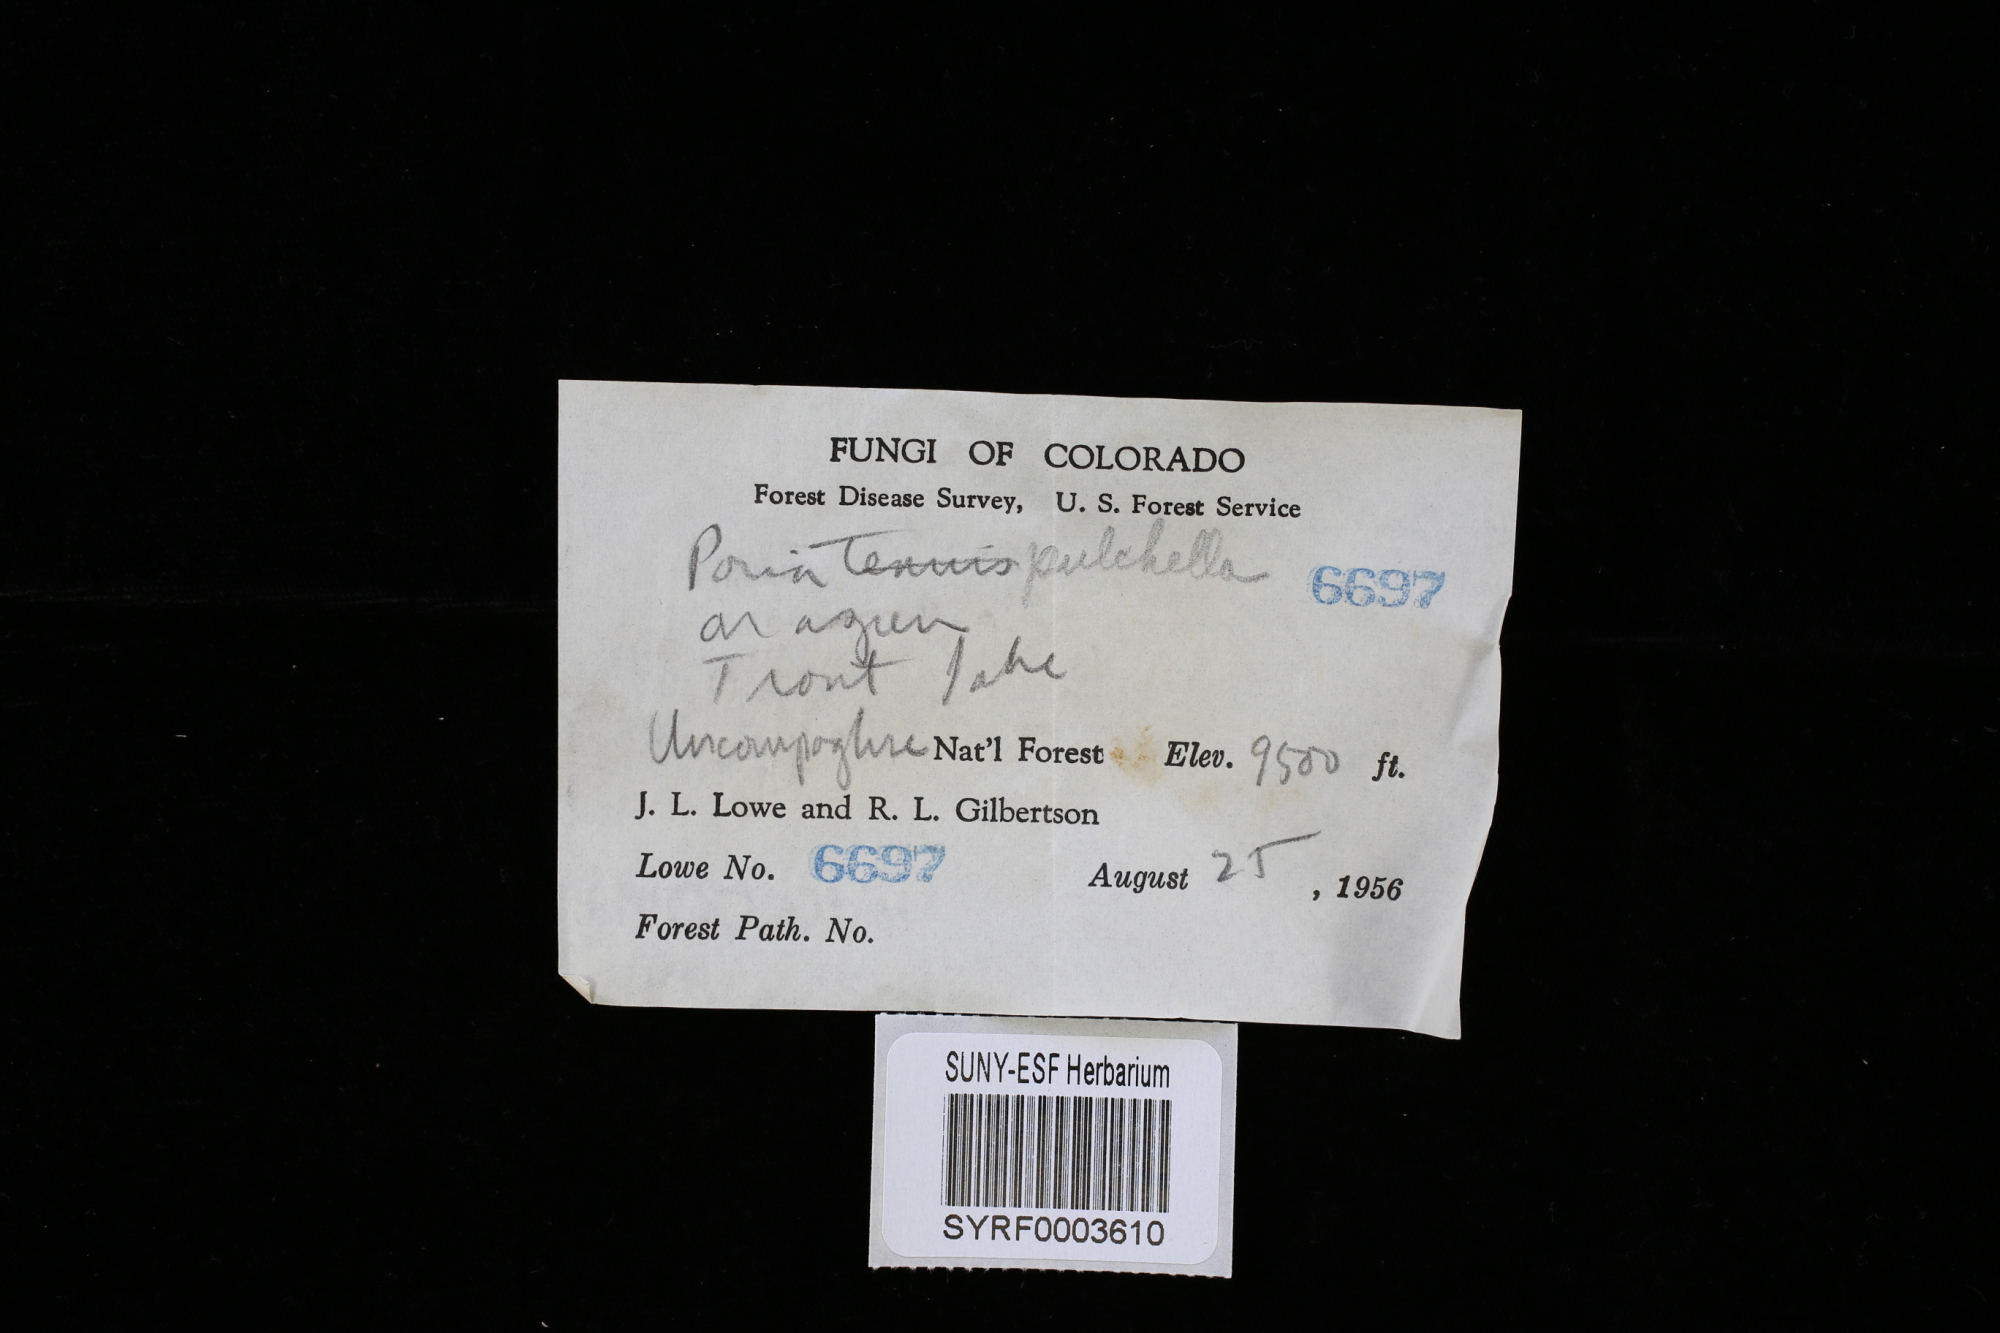 FUNGI OF COLORADO
Forest Disease Survey, U. S. Forest Service
Poria tenuis pulchella 6697
on aspen
Trout Lake
Uncompaghre Nat'l Forest Elev. 9500 ft.
J. L. Lowe and R. L. Gilbertson
Lowe No. 6697 August 25, 1956
Forest Path. No.
SUNY-ESF Herbarium
SYRF0003610